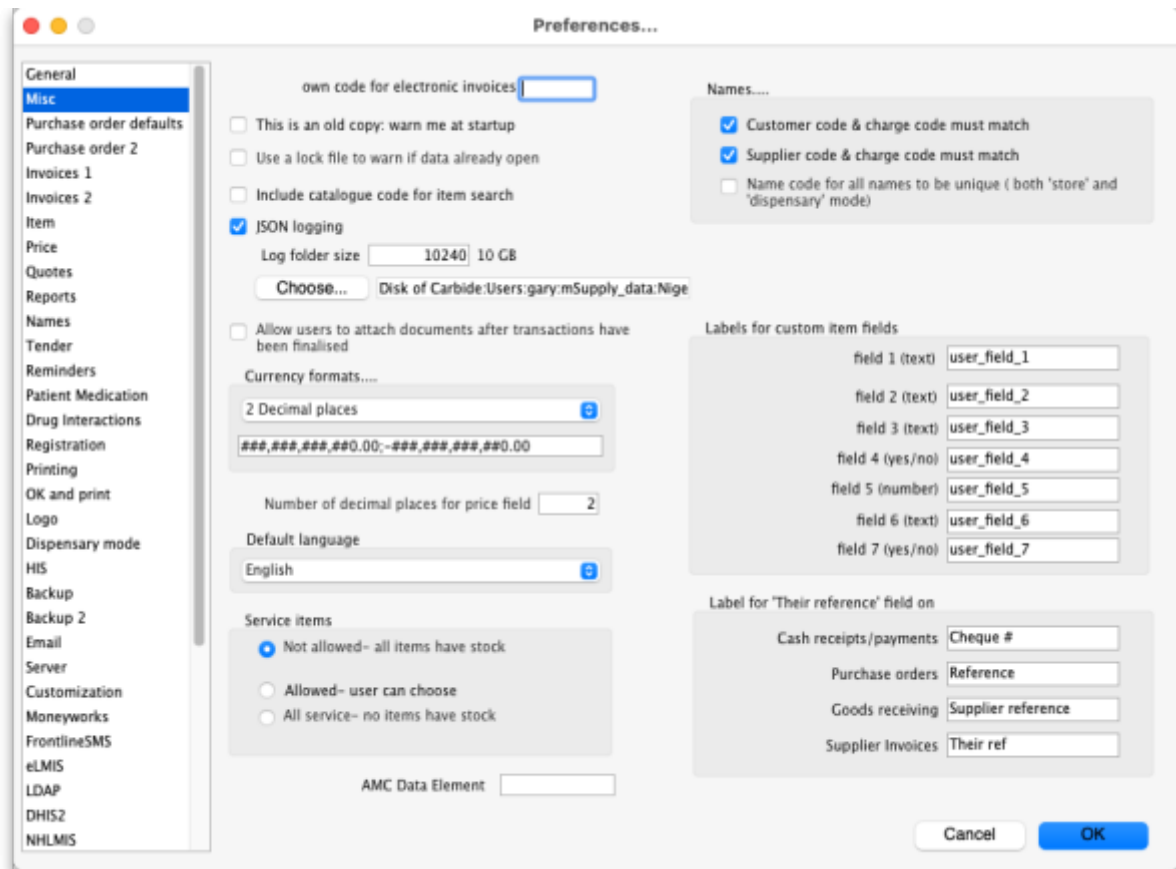 Preferences...
General
Misc
Purchase order defaults
Purchase order 2
Invoices 1
Invoices 2
Item
Price
Quotes
Reports
Names
Tender
Reminders
Patient Medication
Drug Interactions
Registration
Printing
OK and print
Logo
Dispensary mode
HIS
Backup
Backup 2
Email
Server
Customization
Moneyworks
FrontlineSMS
eLMIS
LDAP
DHIS2
NHLMIS
own code for electronic invoices
This is an old copy: warn me at startup
Use a lock file to warn if data already open
Include catalogue code for item search
JSON logging
Log folder size 10240 10 GB
Choose... Disk of Carbide:Users:gary:mSupply_data:Nige
Allow users to attach documents after transactions have
been finalised
Currency formats....
2 Decimal places
###,###,###,##0.00;-###,###,###,##0.00
Number of decimal places for price field 2
Default language
English
Service items
Not allowed- all items have stock
Allowed- user can choose
All service- no items have stock
AMC Data Element
Names....
Customer code & charge code must match
Supplier code & charge code must match
Name code for all names to be unique ( both 'store' and
'dispensary' mode)
Labels for custom item fields
field 1 (text) user_field_1
field 2 (text) user_field_2
field 3 (text) user_field_3
field 4 (yes/no) user_field_4
field 5 (number) user_field_5
field 6 (text) user_field_6
field 7 (yes/no) user_field_7
Label for 'Their reference' field on
Cash receipts/payments Cheque #
Purchase orders Reference
Goods receiving Supplier reference
Supplier Invoices Their ref
Cancel OK